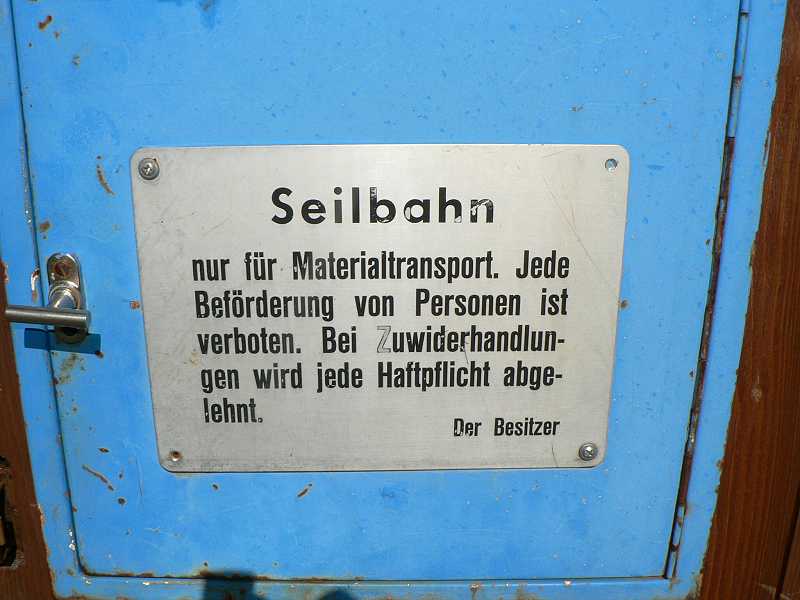 Seilbahn
nur für Materialtransport. Jede
Beförderung von Personen ist
verboten. Bei Zuwiderhandlun-
gen wird jede Haftpflicht abge-
lehnt.
Der Besitzer